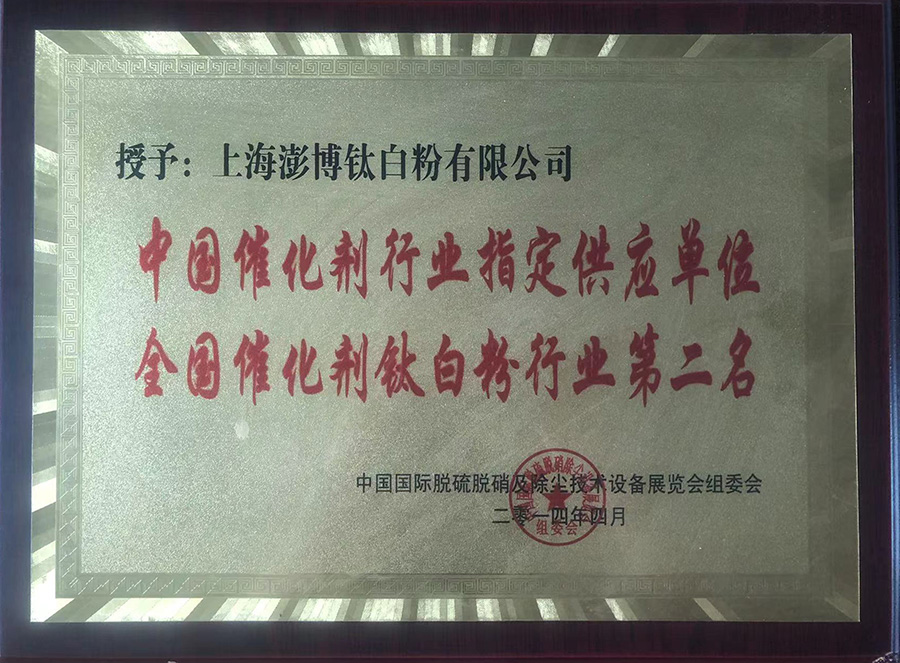 授予：上海澎博钛白粉有限公司
中国催化剂行业指定供应单位
全国催化剂钛白粉行业第二名
中国国际脱硫脱硝及除尘技术设备展览会组委会
二零一四年四月
组委会